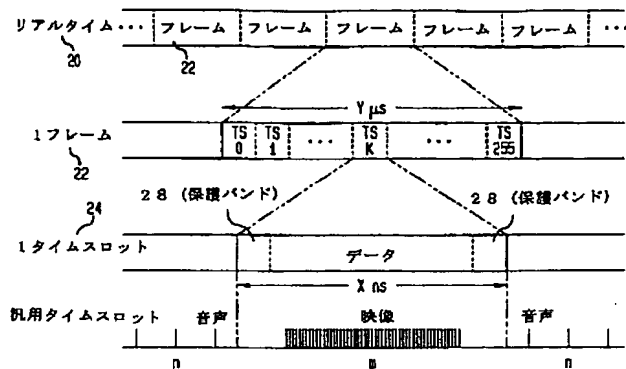 リアルタイム ··· フレーム フレーム フレーム フレーム フレーム ···
20
22
Y μs
1フレーム TS 0 TS 1 ··· TS K ··· TS 255
22
24
28 (保護バンド) 28 (保護バンド)
1タイムスロット データ
X ns
汎用タイムスロット 音声 映像 音声
n m n